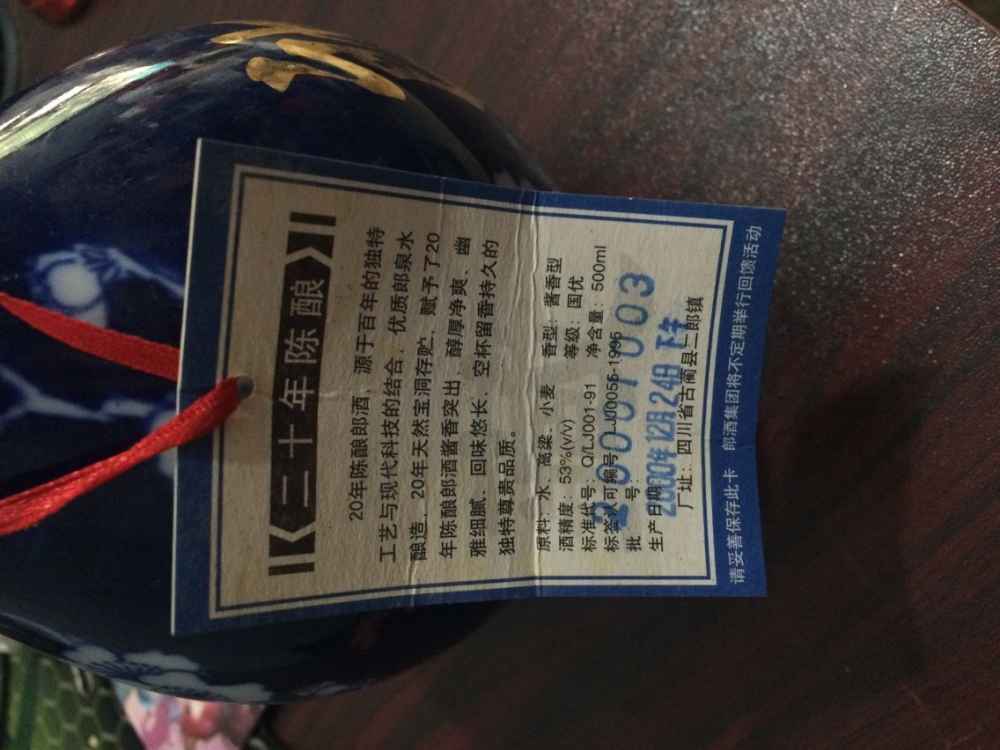 二十年陈酿
20年陈酿郎酒，源于百年的独特
工艺与现代科技的结合，优质郎泉水
酿造，20年天然宝洞存贮，赋予了20
年陈酿郎酒酱香突出、醇厚净爽、幽
雅细腻、回味悠长、空杯留香持久的
独特尊贵品质。
原料：水、高粱、小麦 香型：酱香型
酒精度：53%(v/v) 等级：国优
标准代号：Q/LJ001-91 净含量：500ml
标签认可编号：LJ0055-1995
批号：20001003
生产日期：2000年12月24日
厂址：四川省古蔺县二郎镇
请妥善保存此卡 郎酒集团将不定期举行回馈活动